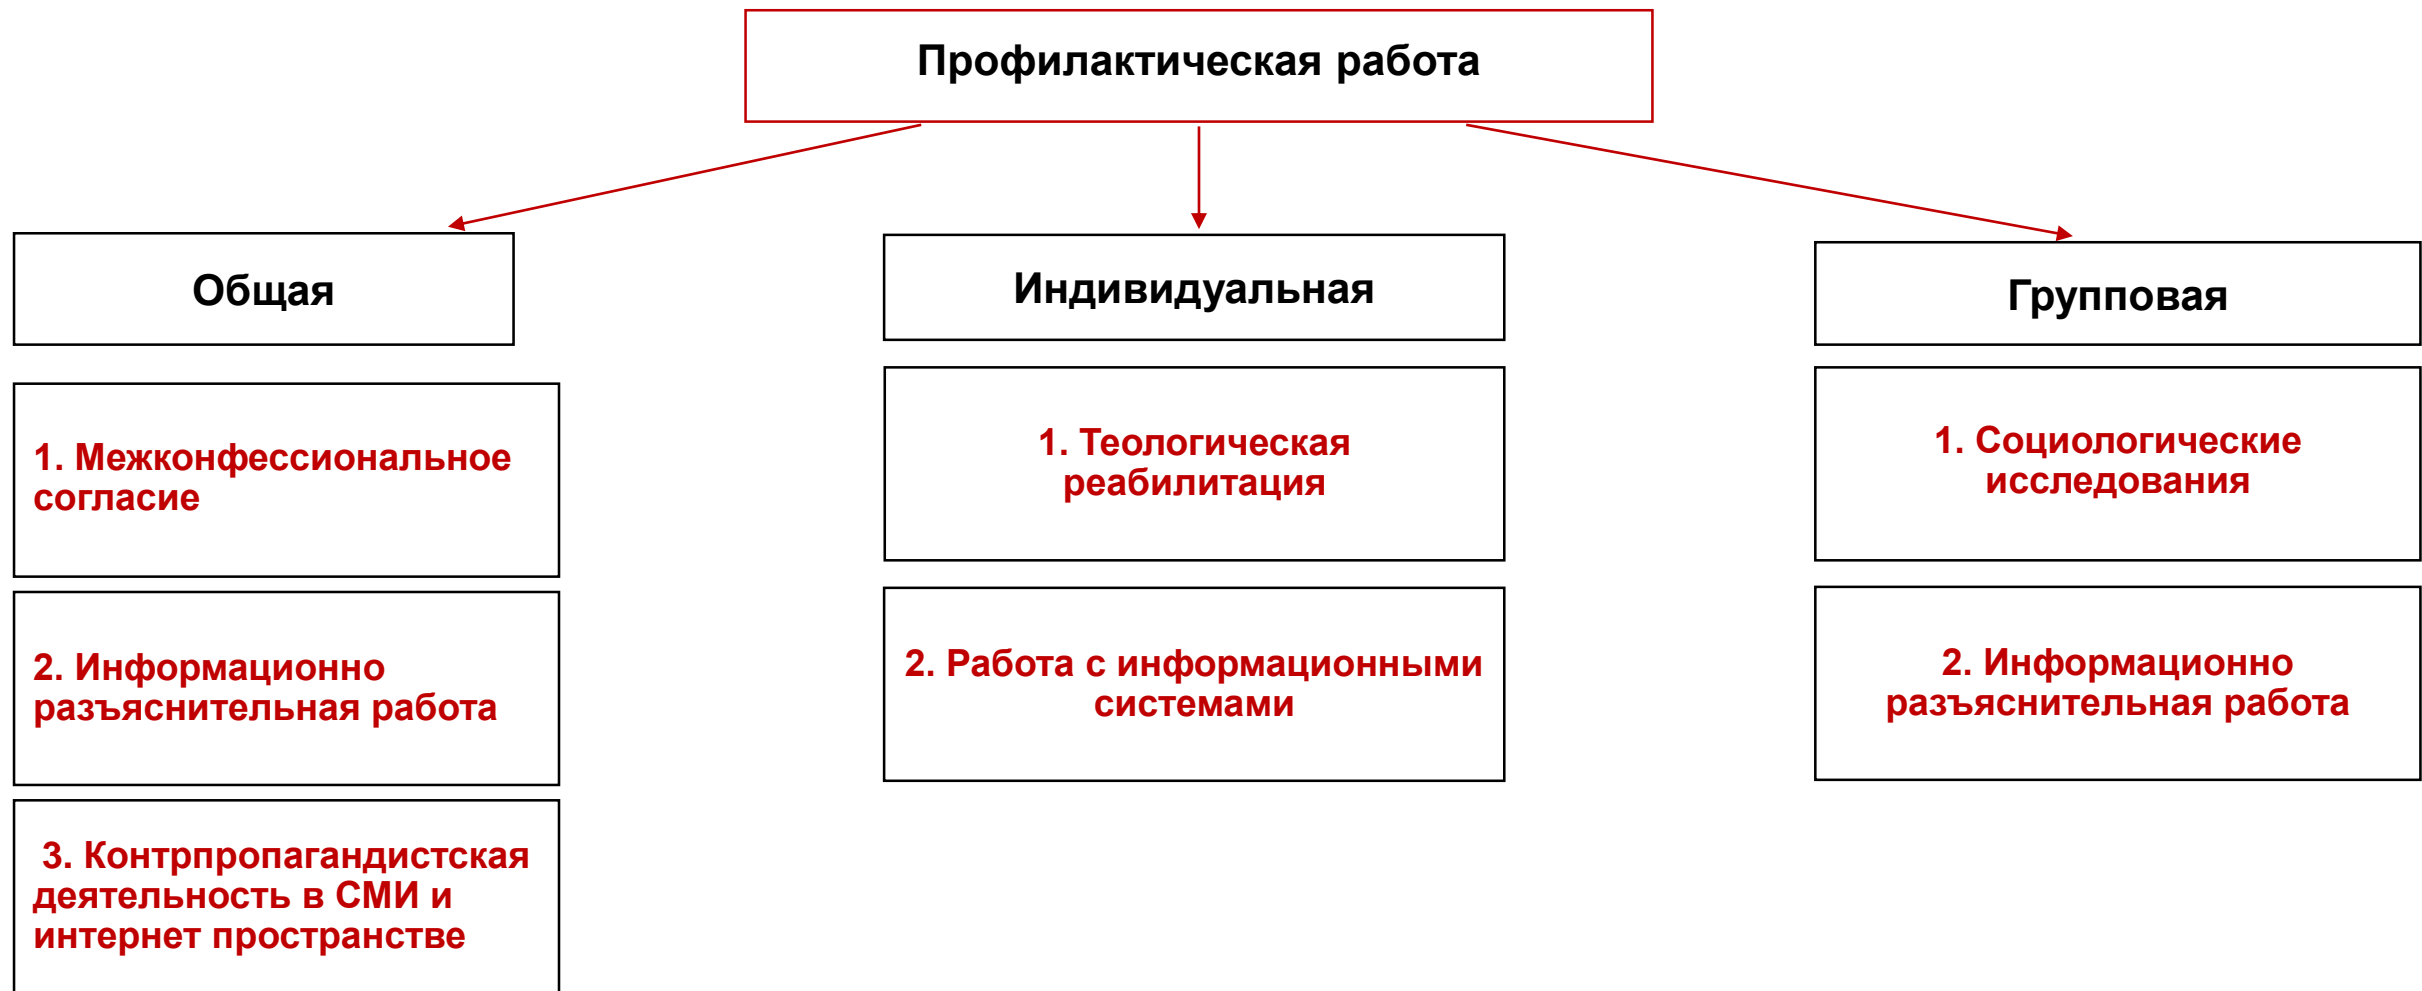 Профилактическая работа
Общая
Индивидуальная
Групповая
1. Межконфессиональное
согласие
2. Информационно
разъяснительная работа
3. Контрпропагандистская
деятельность в СМИ и
интернет пространстве
1. Теологическая
реабилитация
2. Работа с информационными
системами
1. Социологические
исследования
2. Информационно
разъяснительная работа